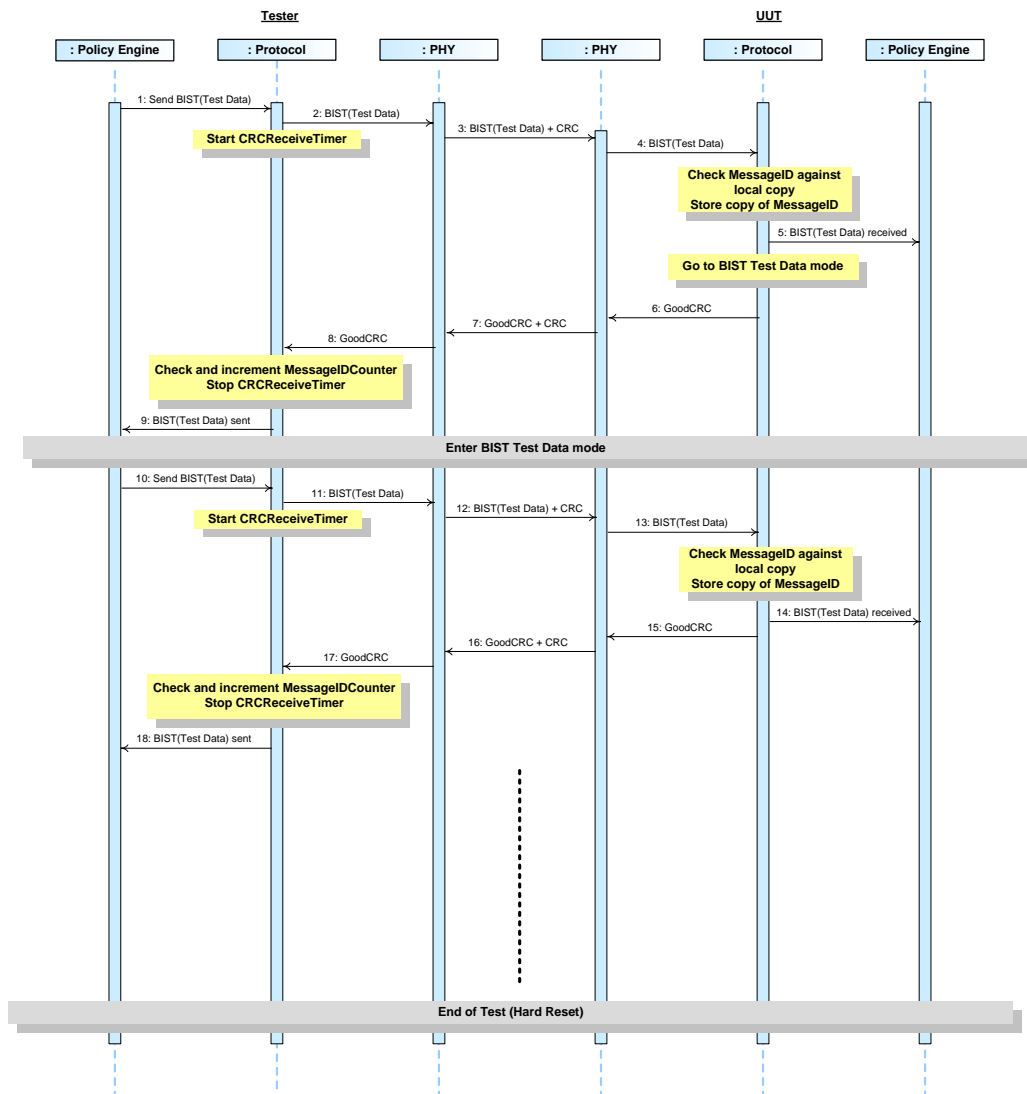 Tester
UUT
: Policy Engine
: Protocol
: PHY
: PHY
: Protocol
: Policy Engine
1: Send BIST(Test Data)
2: BIST(Test Data)
Start CRCReceiveTimer
3: BIST(Test Data) + CRC
4: BIST(Test Data)
Check MessageID against
local copy
Store copy of MessageID
5: BIST(Test Data) received
Go to BIST Test Data mode
6: GoodCRC
7: GoodCRC + CRC
8: GoodCRC
Check and increment MessageIDCounter
Stop CRCReceiveTimer
9: BIST(Test Data) sent
Enter BIST Test Data mode
10: Send BIST(Test Data)
11: BIST(Test Data)
Start CRCReceiveTimer
12: BIST(Test Data) + CRC
13: BIST(Test Data)
Check MessageID against
local copy
Store copy of MessageID
14: BIST(Test Data) received
15: GoodCRC
16: GoodCRC + CRC
17: GoodCRC
Check and increment MessageIDCounter
Stop CRCReceiveTimer
18: BIST(Test Data) sent
End of Test (Hard Reset)